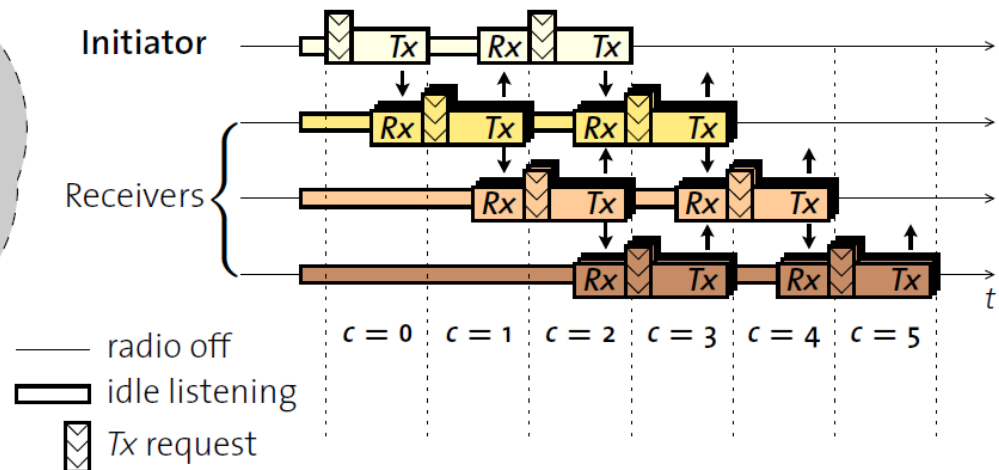 Initiator Tx Rx Tx
Rx Tx Rx Tx
Receivers Rx Tx Rx Tx
Rx Tx Rx Tx
t
c = 0 c = 1 c = 2 c = 3 c = 4 c = 5
radio off
idle listening
Tx request